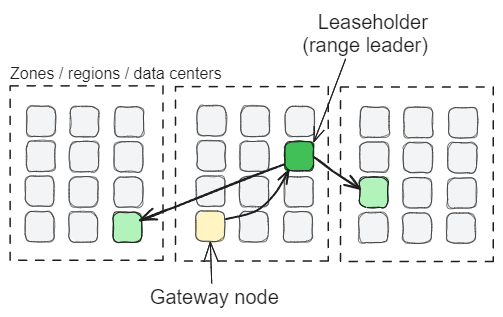 Leaseholder
(range leader)
Zones / regions / data centers
Gateway node